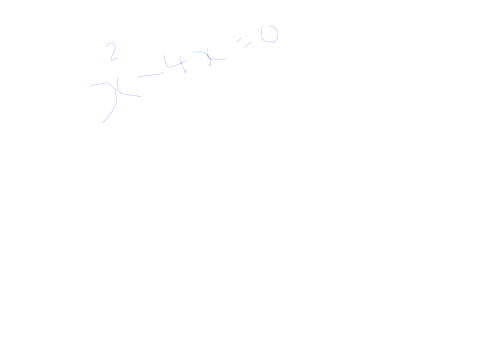 x² - 4x = 0